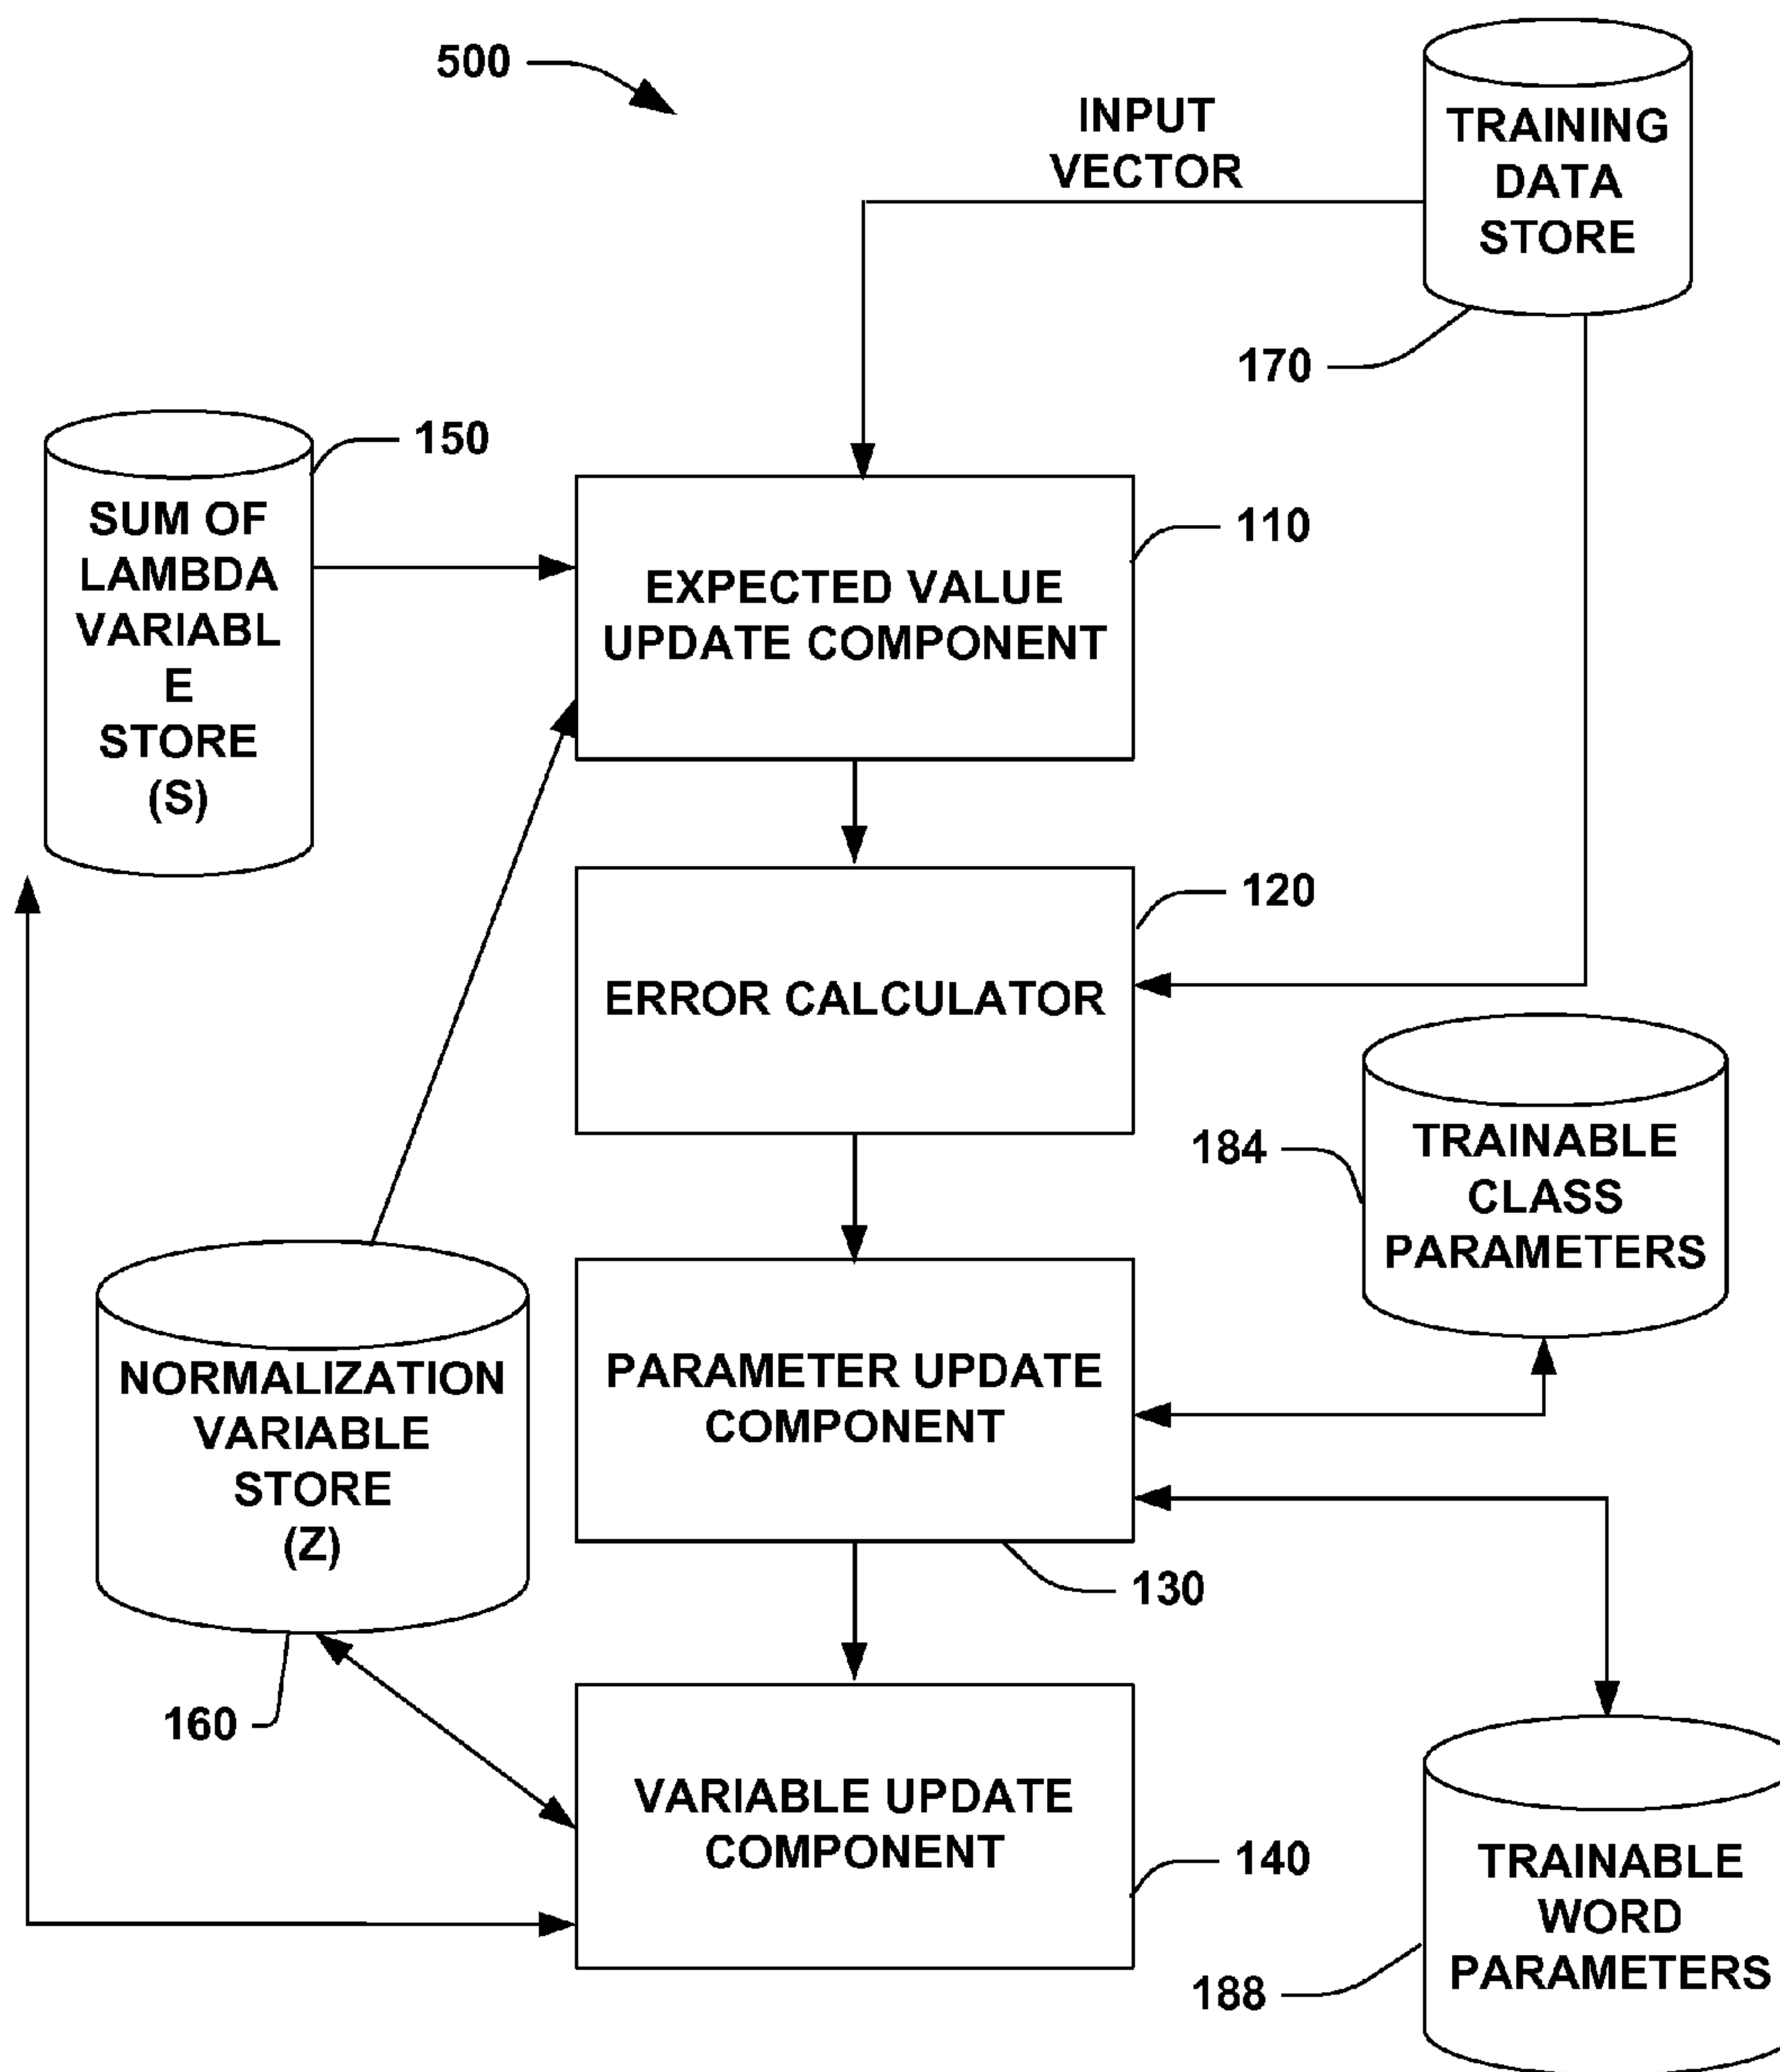 500
INPUT
VECTOR
TRAINING
DATA
STORE
170
150
SUM OF
LAMBDA
VARIABL
E
STORE
(S)
110
EXPECTED VALUE
UPDATE COMPONENT
120
ERROR CALCULATOR
184
TRAINABLE
CLASS
PARAMETERS
NORMALIZATION
VARIABLE
STORE
(Z)
PARAMETER UPDATE
COMPONENT
130
160
VARIABLE UPDATE
COMPONENT
140
TRAINABLE
WORD
PARAMETERS
188